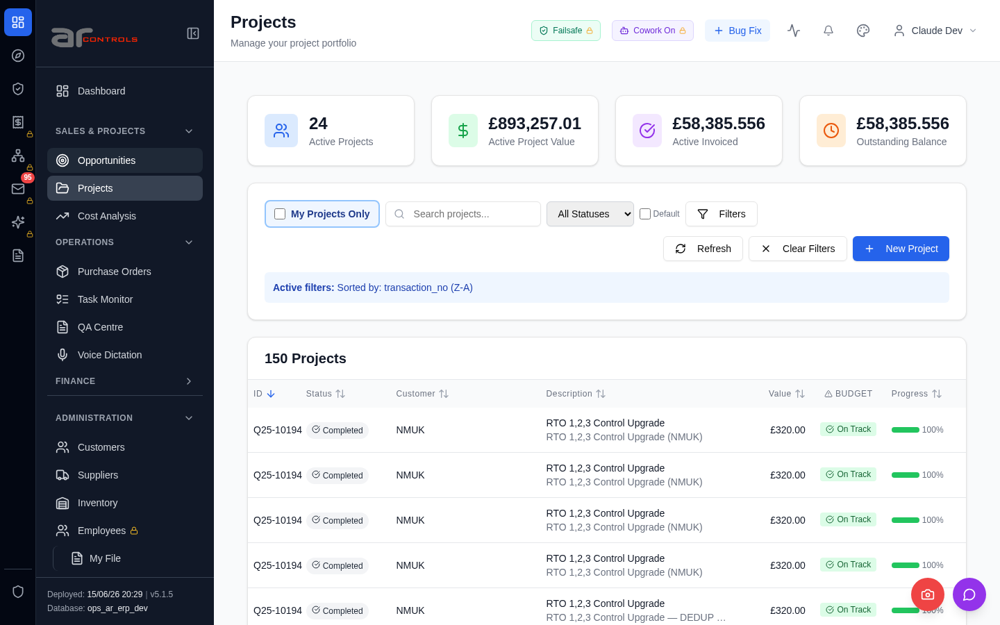 ar CONTROLS
Dashboard
SALES & PROJECTS
Opportunities
Projects
Cost Analysis
OPERATIONS
Purchase Orders
Task Monitor
QA Centre
Voice Dictation
FINANCE
ADMINISTRATION
Customers
Suppliers
Inventory
Employees
My File
Deployed: 15/06/26 20:29 | v5.1.5
Database: ops_ar_erp_dev
95
Projects
Manage your project portfolio
Failsafe
Cowork On
Bug Fix
Claude Dev
24
Active Projects
£893,257.01
Active Project Value
£58,385.556
Active Invoiced
£58,385.556
Outstanding Balance
My Projects Only
Search projects...
All Statuses
Default
Filters
Refresh
Clear Filters
New Project
Active filters: Sorted by: transaction_no (Z-A)
150 Projects
ID Status Customer Description Value BUDGET Progress
Q25-10194 Completed NMUK RTO 1,2,3 Control Upgrade £320.00 On Track 100%
RTO 1,2,3 Control Upgrade (NMUK)
Q25-10194 Completed NMUK RTO 1,2,3 Control Upgrade £320.00 On Track 100%
RTO 1,2,3 Control Upgrade (NMUK)
Q25-10194 Completed NMUK RTO 1,2,3 Control Upgrade £320.00 On Track 100%
RTO 1,2,3 Control Upgrade (NMUK)
Q25-10194 Completed NMUK RTO 1,2,3 Control Upgrade £320.00 On Track 100%
RTO 1,2,3 Control Upgrade (NMUK)
Q25-10194 Completed NMUK RTO 1,2,3 Control Upgrade £320.00 On Track
RTO 1,2,3 Control Upgrade — DEDUP …